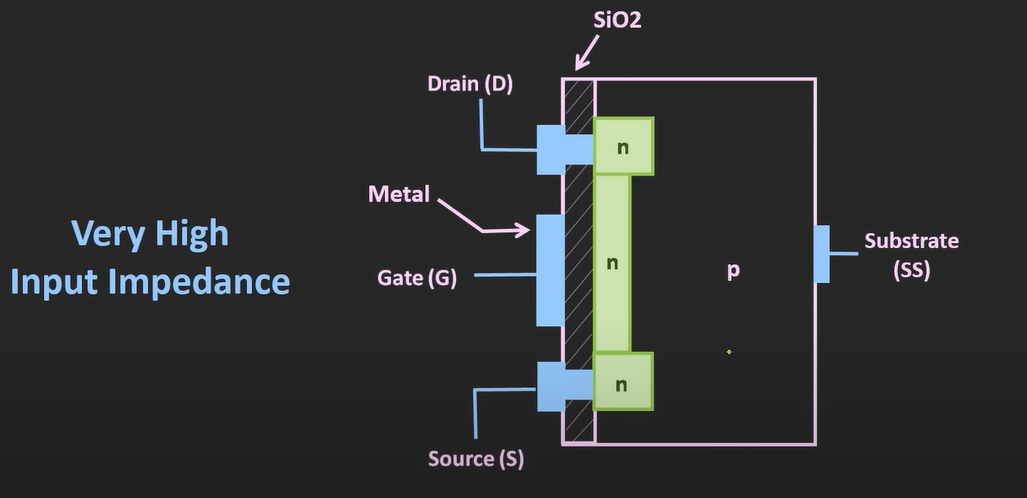 SiO2
Drain (D)
n
Metal
Very High
Input Impedance
Gate (G)
n
p
Substrate
(SS)
n
Source (S)